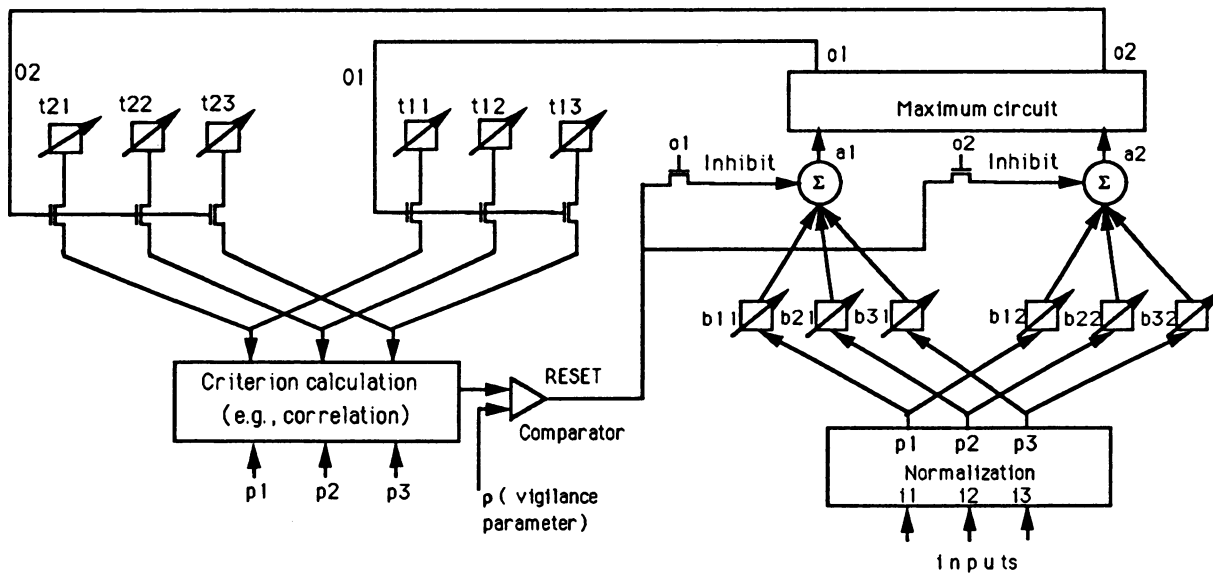 o1
o2
O2
O1
t21
t22
t23
t11
t12
t13
Maximum circuit
o1
Inhibit
a1
o2
Inhibit
a2
Σ
Σ
b11
b21
b31
b12
b22
b32
Criterion calculation
(e.g., correlation)
RESET
Comparator
p1
p2
p3
p1
p2
p3
Normalization
i1
i2
i3
ρ ( vigilance
parameter)
inputs